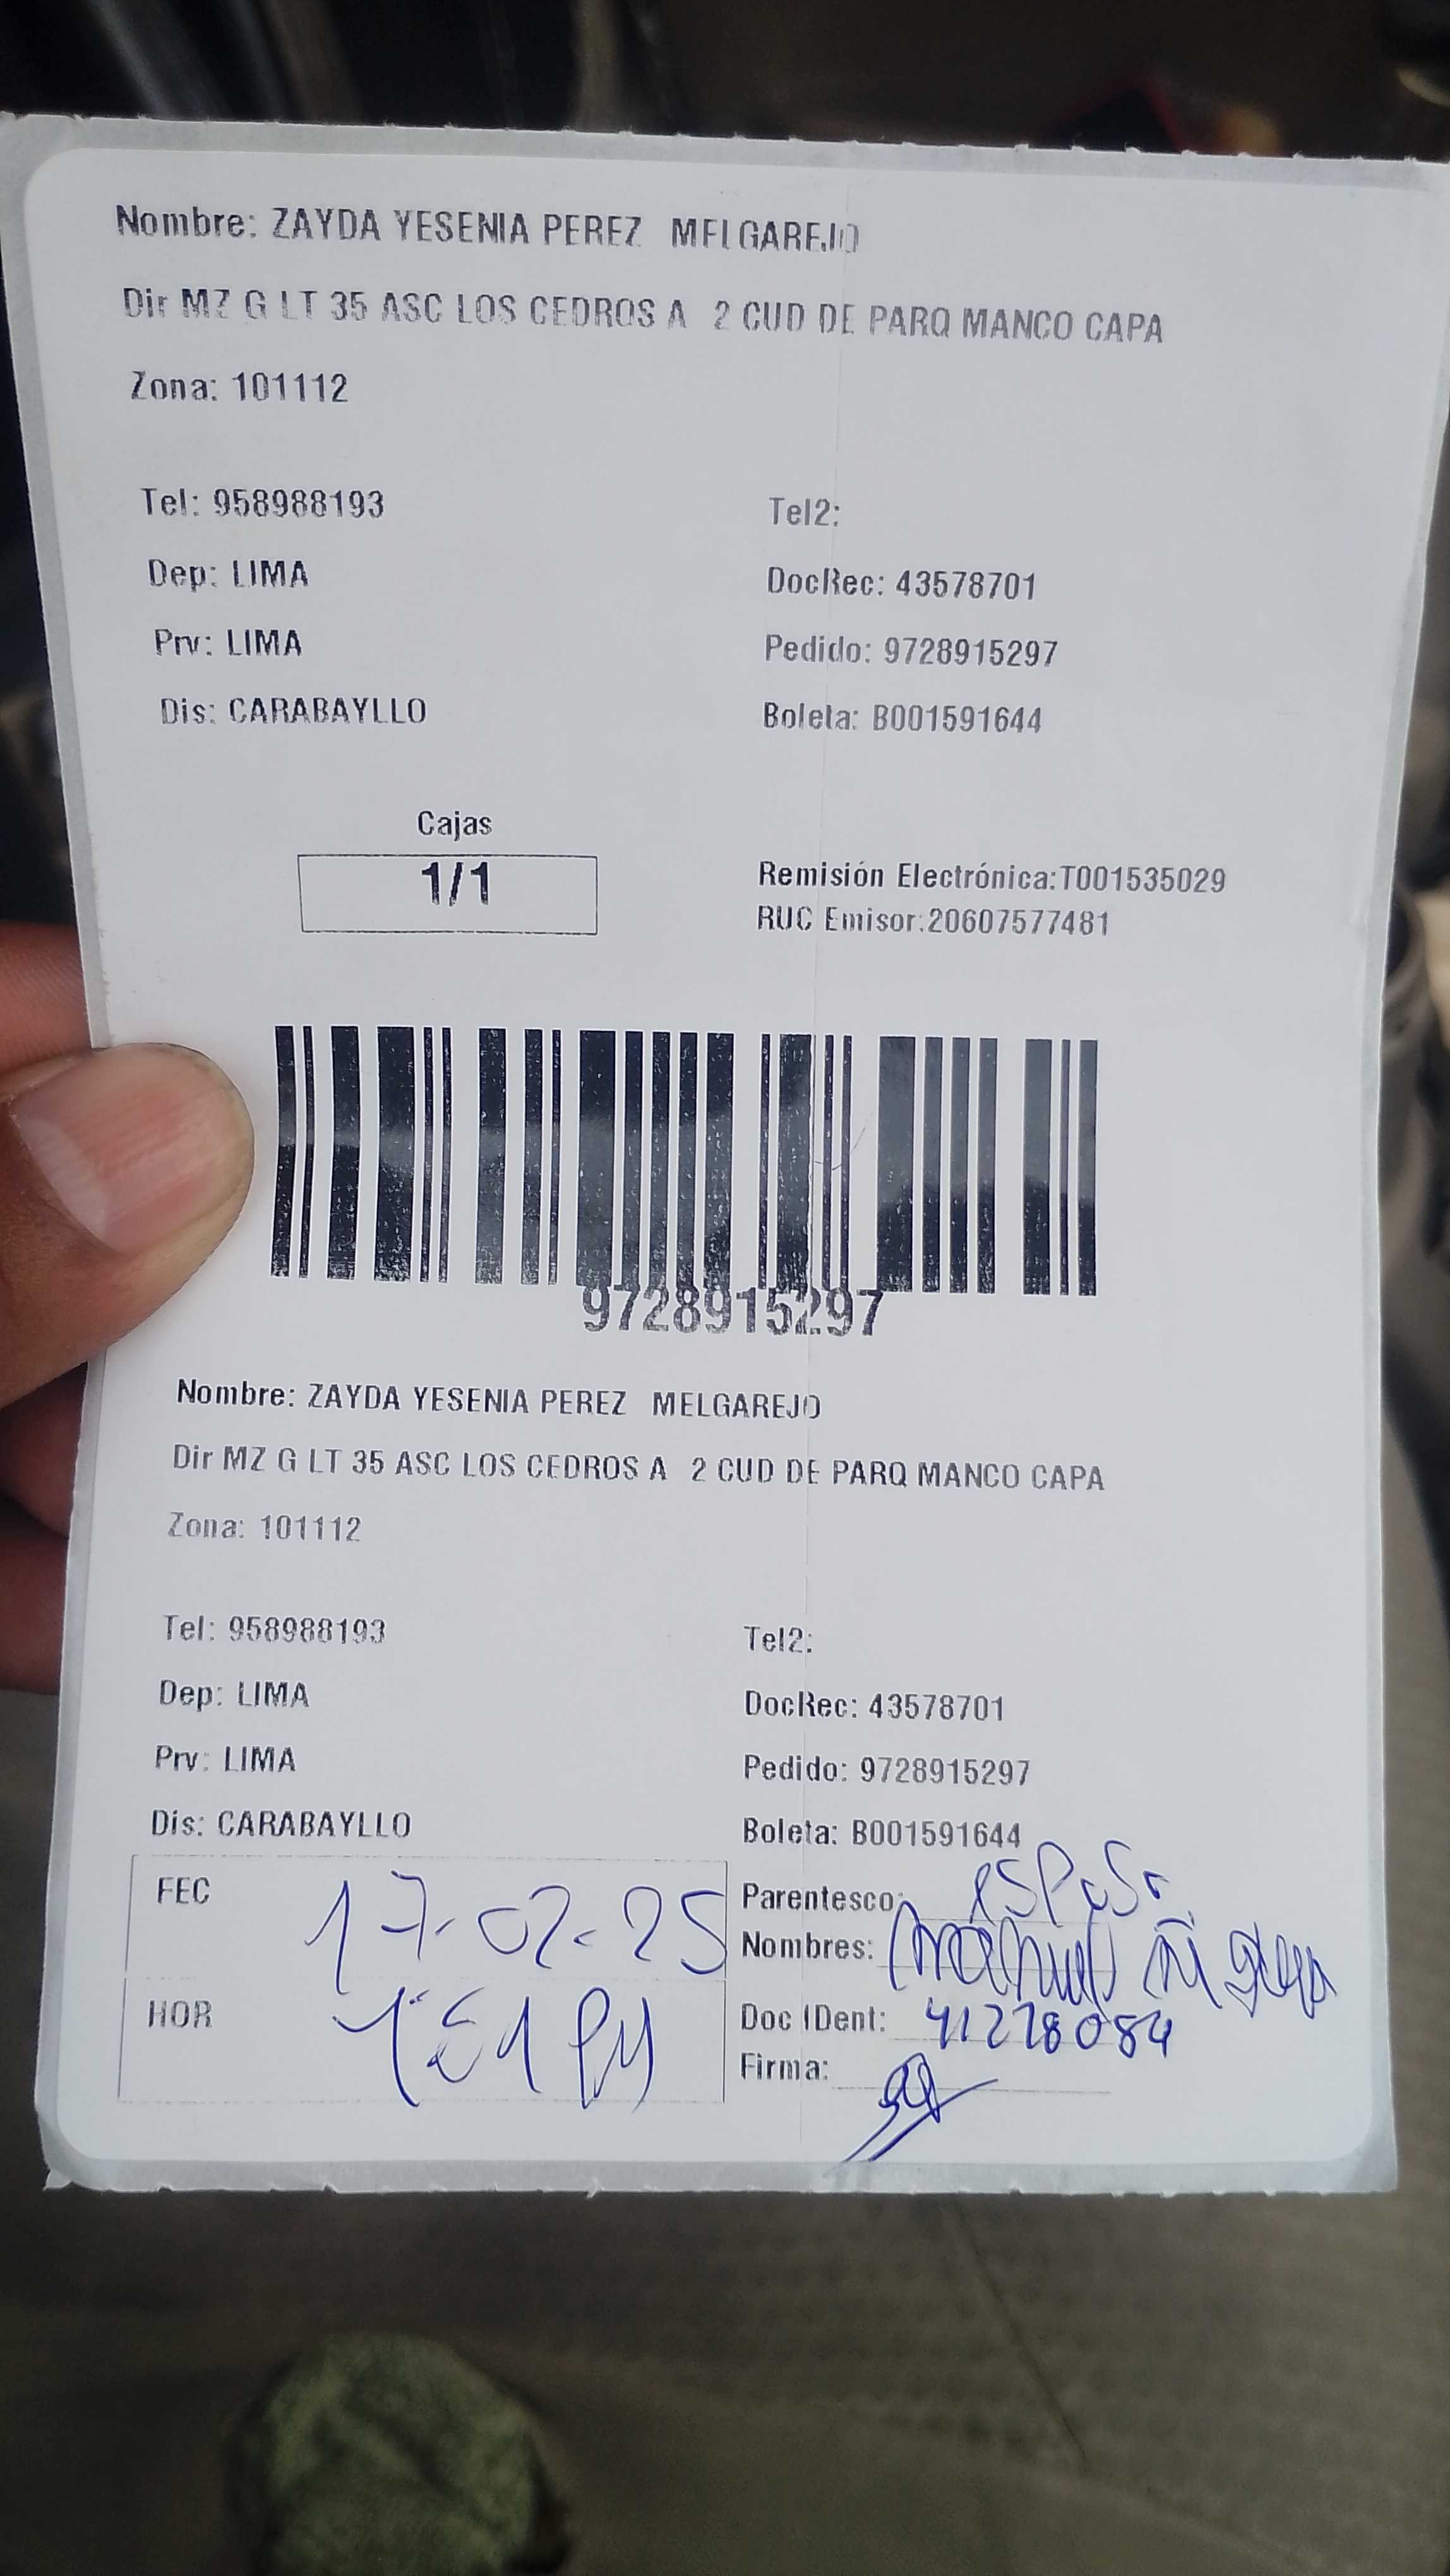 Nombre: ZAYDA YESENIA PEREZ MELGAREJO
Dir MZ G LT 35 ASC LOS CEDROS A 2 CUD DE PARQ MANCO CAPA
Zona: 101112
Tel: 958988193 Tel2:
Dep: LIMA DocRec: 43578701
Prv: LIMA Pedido: 9728915297
Dis: CARABAYLLO Boleta: B001591644
Cajas
1/1
Remisión Electrónica:T001535029
RUC Emisor:20607577481
9728915297
Nombre: ZAYDA YESENIA PEREZ MELGAREJO
Dir MZ G LT 35 ASC LOS CEDROS A 2 CUD DE PARQ MANCO CAPA
Zona: 101112
Tel: 958988193 Tel2:
Dep: LIMA DocRec: 43578701
Prv: LIMA Pedido: 9728915297
Dis: CARABAYLLO Boleta: B001591644
FEC 17-02-25 Parentesco: esposo
Nombres:
HOR PM Doc IDent: 41278084
Firma: